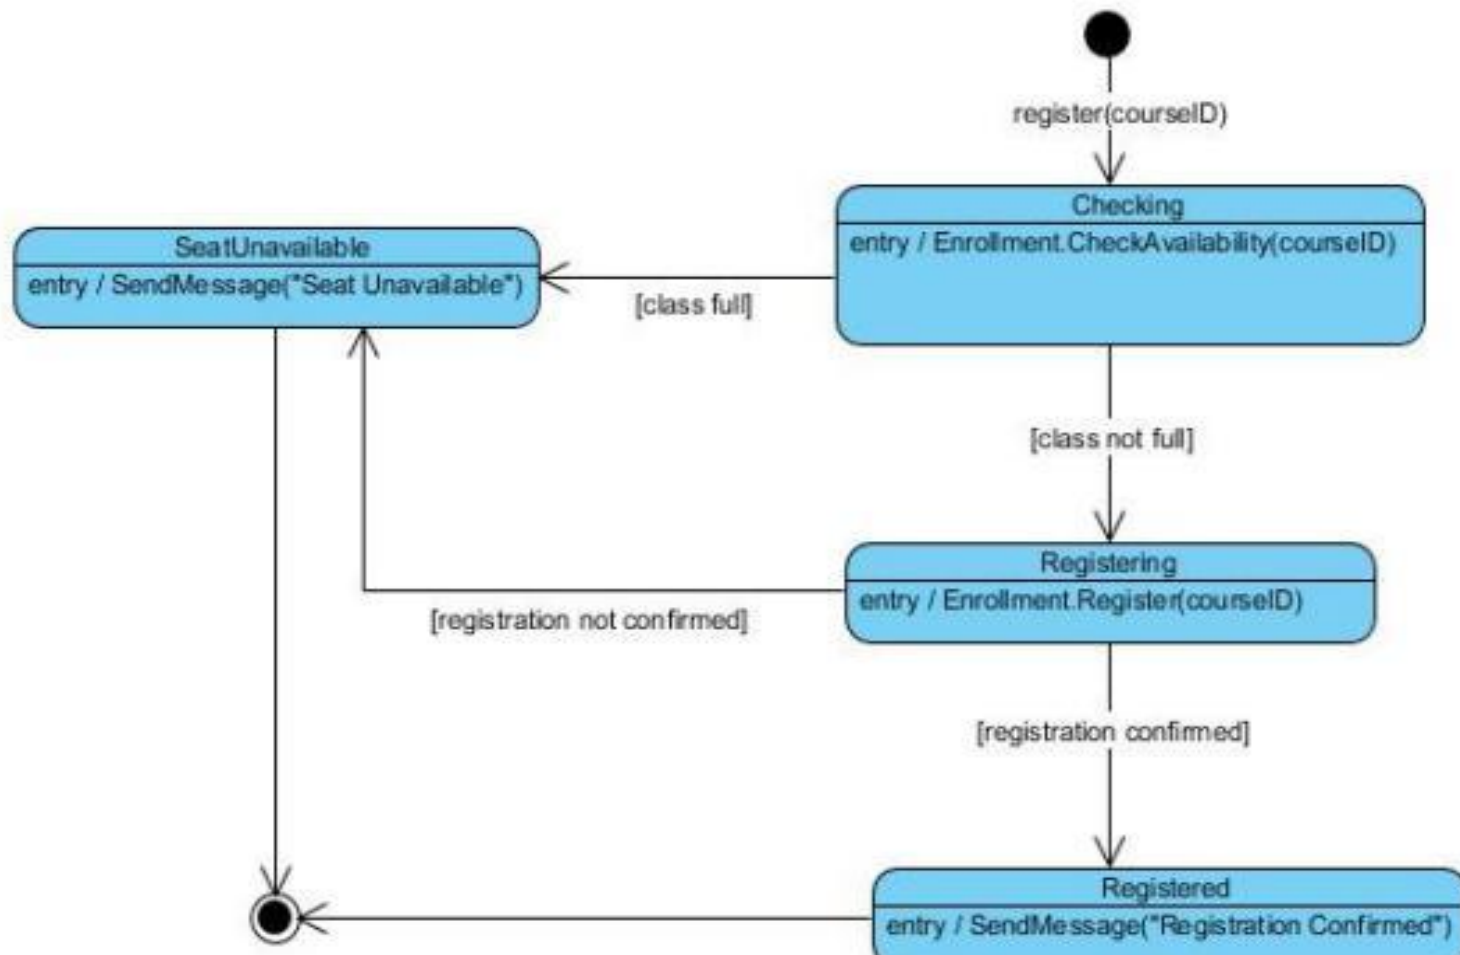 register(courseID)
Checking
entry / Enrollment.CheckAvailability(courseID)
SeatUnavailable
entry / SendMessage("Seat Unavailable")
[class full]
[class not full]
Registering
entry / Enrollment.Register(courseID)
[registration not confirmed]
[registration confirmed]
Registered
entry / SendMessage("Registration Confirmed")